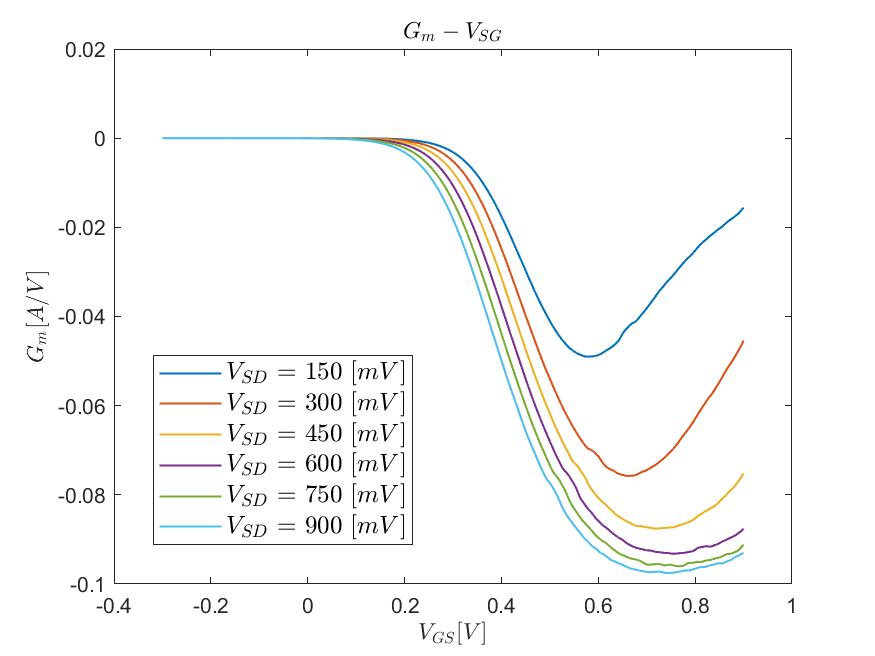 G_m − V_SG
0.02
0
-0.02
-0.04
-0.06
-0.08
-0.1
G_m[A/V]
V_SD = 150 [mV]
V_SD = 300 [mV]
V_SD = 450 [mV]
V_SD = 600 [mV]
V_SD = 750 [mV]
V_SD = 900 [mV]
-0.4 -0.2 0 0.2 0.4 0.6 0.8 1
V_GS[V]